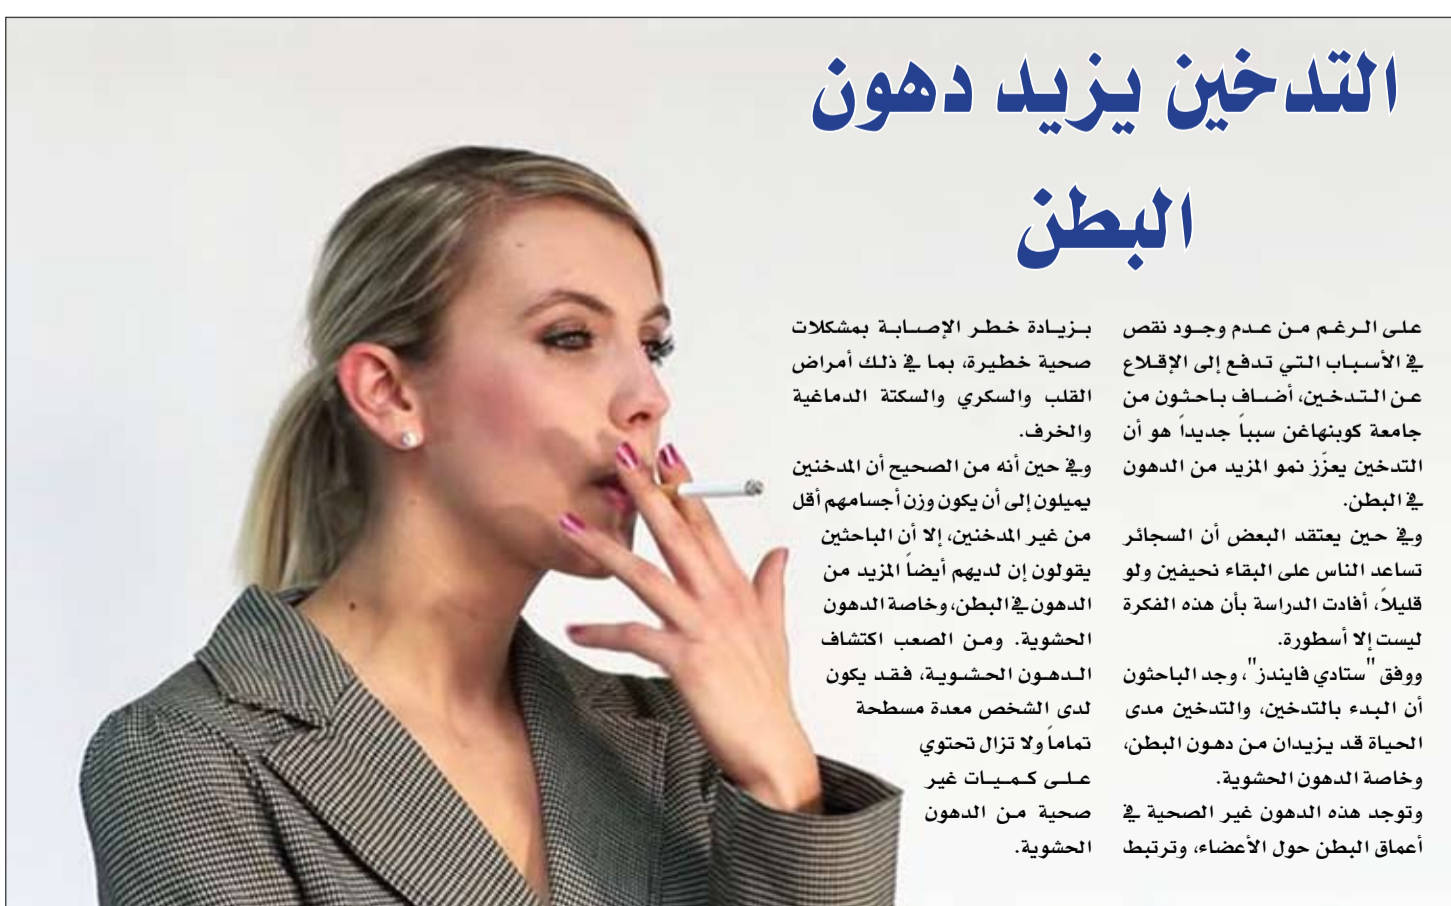 التدخين يزيد دهون
البطن
على الرغم من عدم وجود نقص
في الأسباب التي تدفع إلى الإقلاع
عن التدخين، أضاف باحثون من
جامعة كوبنهاغن سبباً جديداً هو أن
التدخين يعزّز نمو المزيد من الدهون
في البطن.
وفي حين يعتقد البعض أن السجائر
تساعد الناس على البقاء نحيفين ولو
قليلاً، أفادت الدراسة بأن هذه الفكرة
ليست إلا أسطورة.
ووفق "ستادي فايندز"، وجد الباحثون
أن البدء بالتدخين، والتدخين مدى
الحياة قد يزيدان من دهون البطن،
وخاصة الدهون الحشوية.
وتوجد هذه الدهون غير الصحية في
أعماق البطن حول الأعضاء، وترتبط
بزيادة خطر الإصابة بمشكلات
صحية خطيرة، بما في ذلك أمراض
القلب والسكري والسكتة الدماغية
والخرف.
وفي حين أنه من الصحيح أن المدخنين
يميلون إلى أن يكون وزن أجسامهم أقل
من غير المدخنين، إلا أن الباحثين
يقولون إن لديهم أيضاً المزيد من
الدهون في البطن، وخاصة الدهون
الحشوية. ومن الصعب اكتشاف
الدهون الحشوية، فقد يكون
لدى الشخص معدة مسطحة
تماماً ولا تزال تحتوي
على كميات غير
صحية من الدهون
الحشوية.